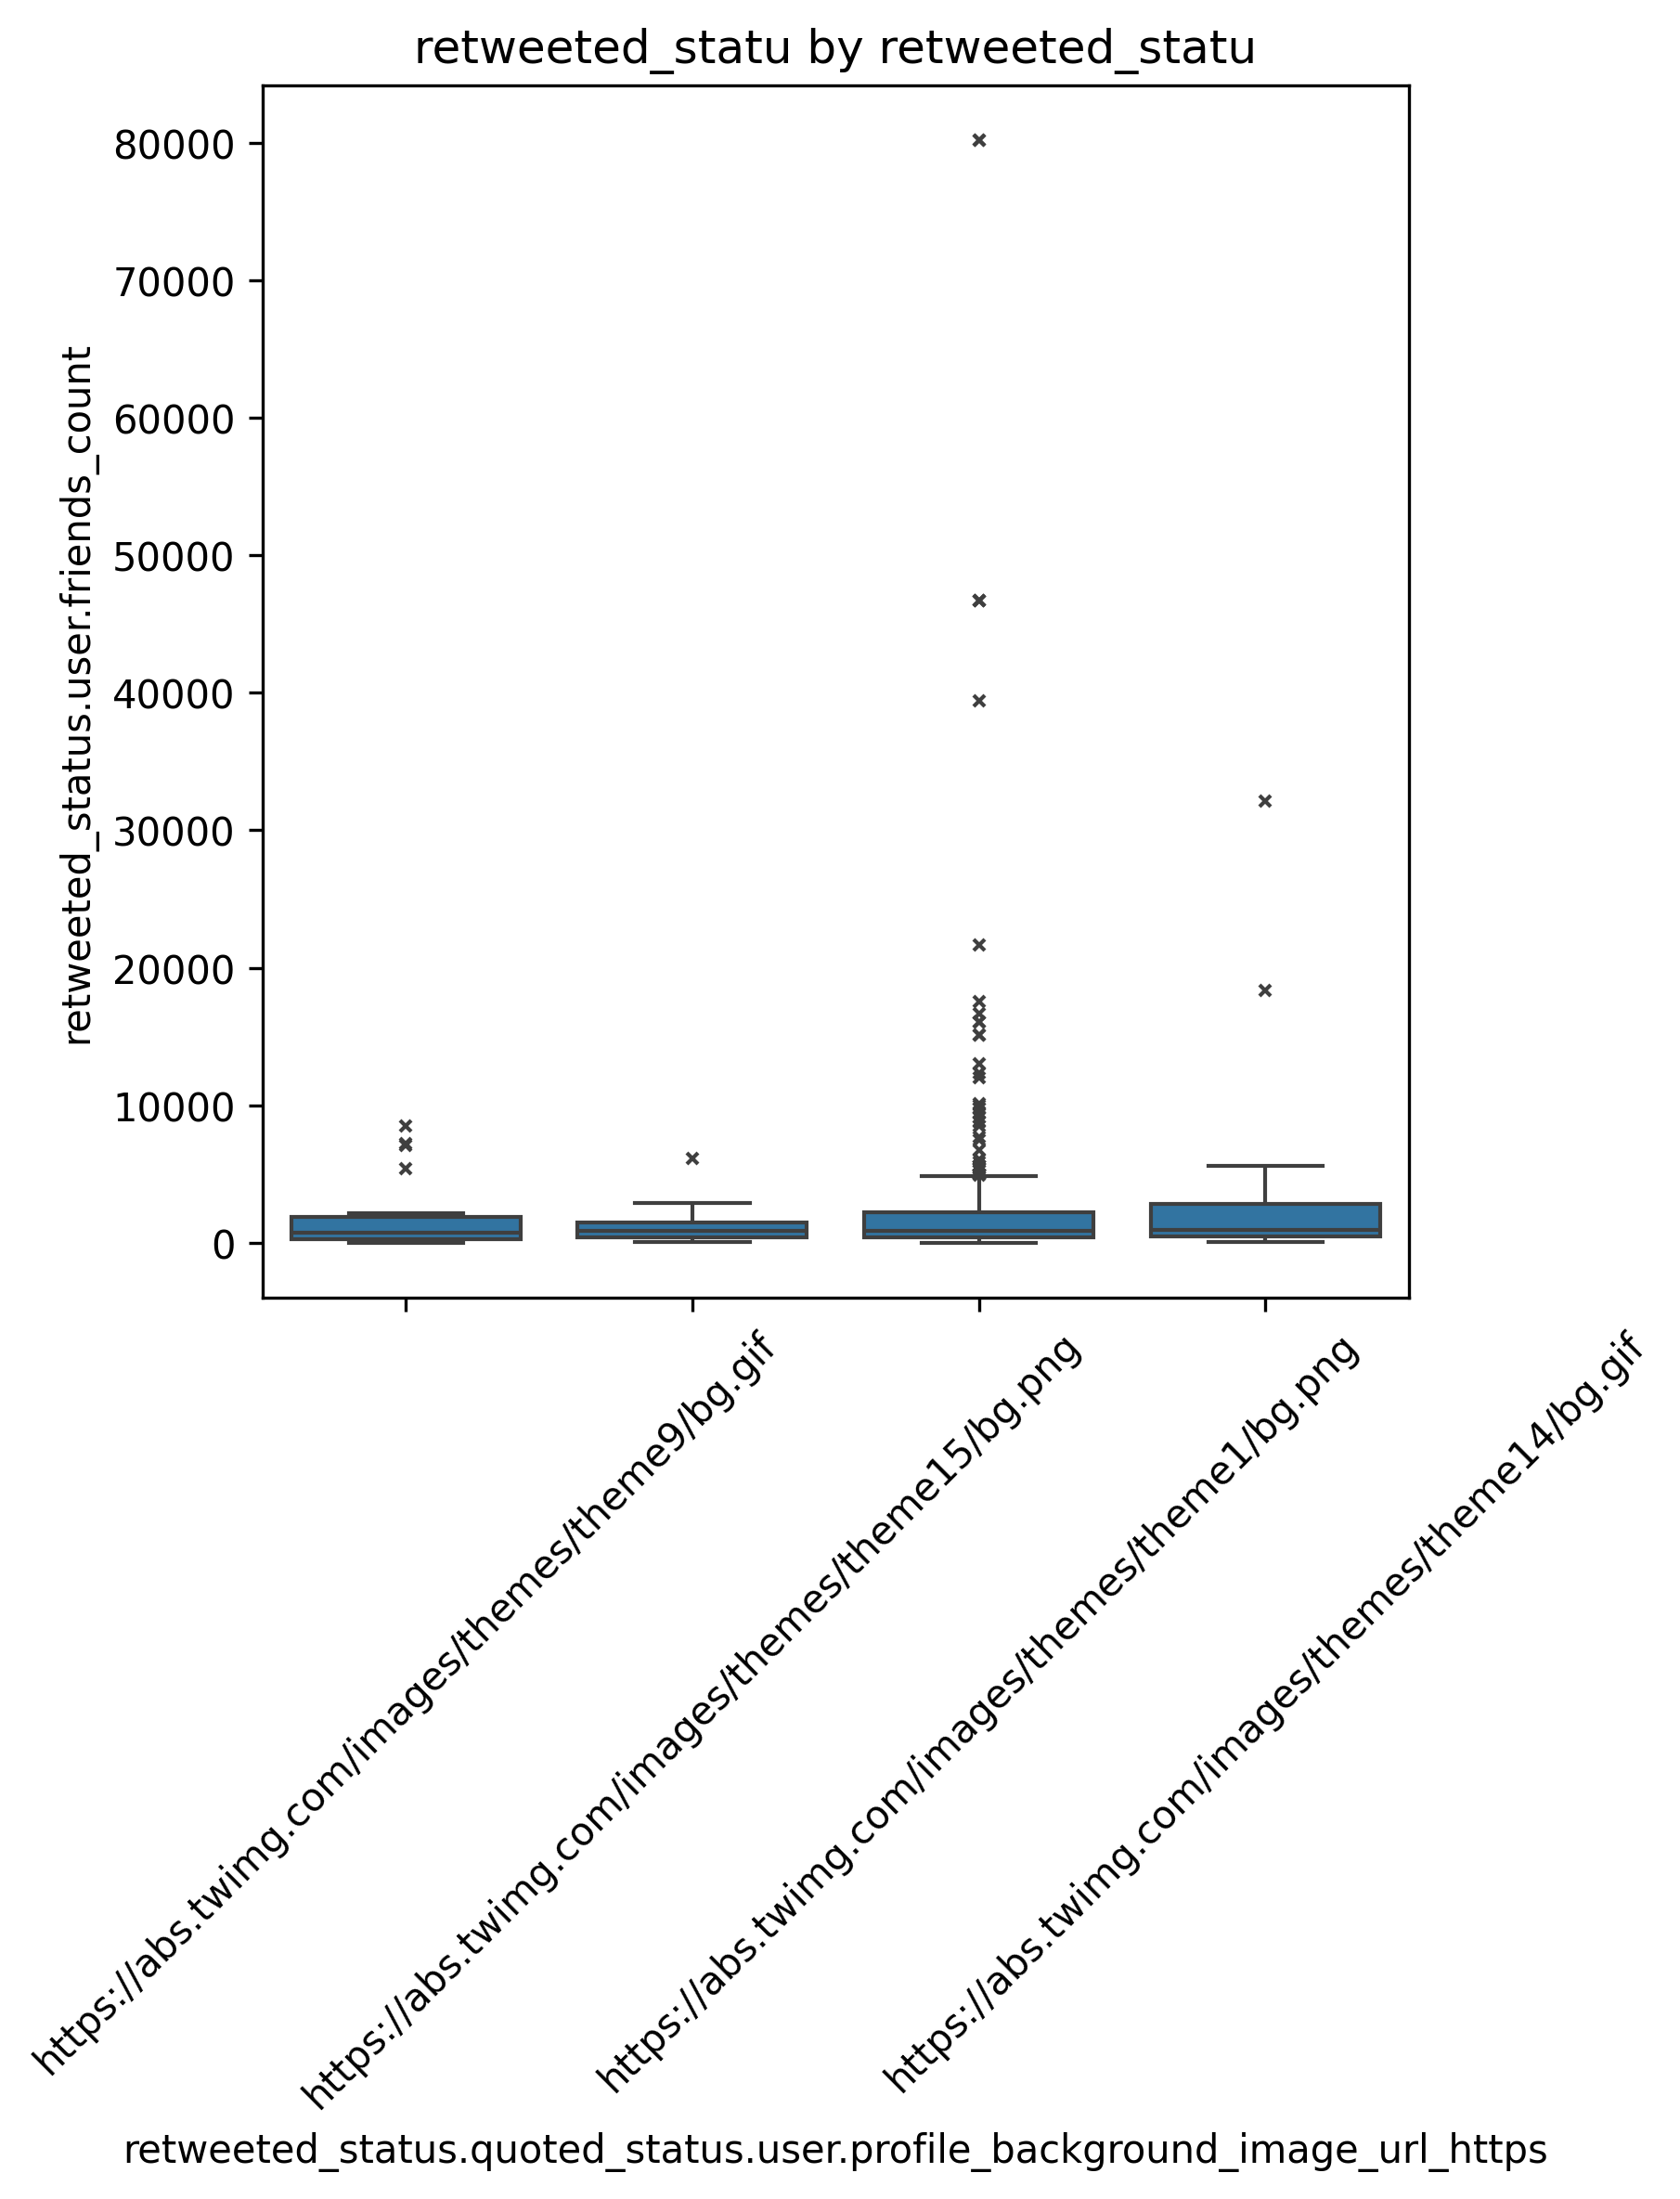 retweeted_statu by retweeted_statu
retweeted_status.user.friends_count
80000
70000
60000
50000
40000
30000
20000
10000
0
https://abs.twimg.com/images/themes/theme9/bg.gif
https://abs.twimg.com/images/themes/theme15/bg.png
https://abs.twimg.com/images/themes/theme1/bg.png
https://abs.twimg.com/images/themes/theme14/bg.gif
retweeted_status.quoted_status.user.profile_background_image_url_https